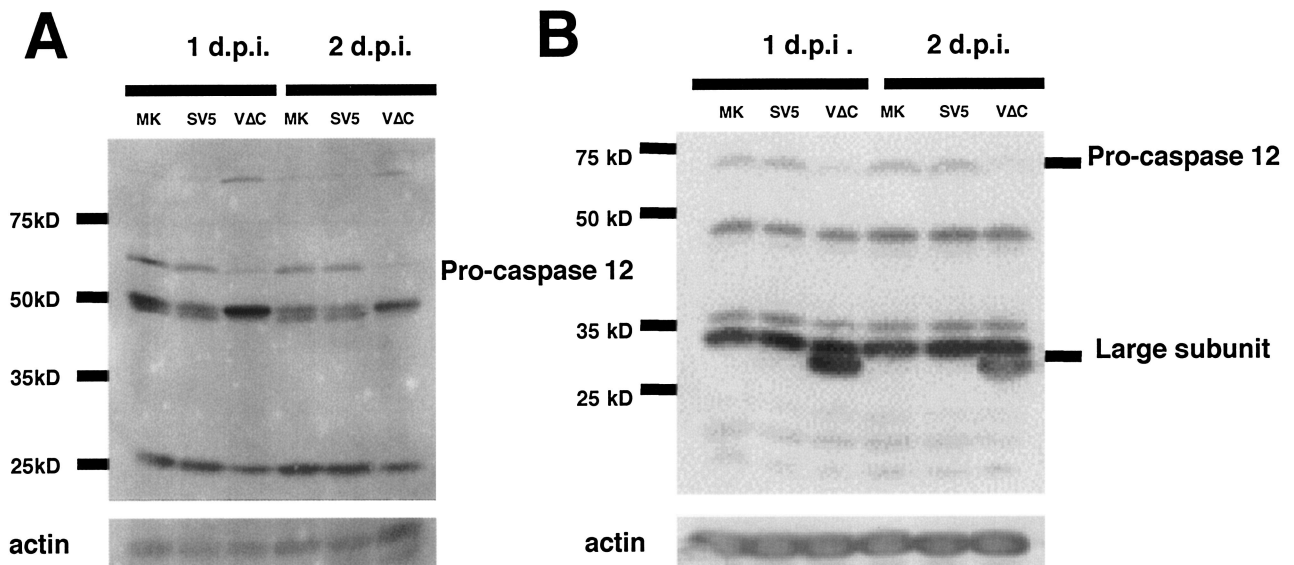 A
1 d.p.i. 2 d.p.i.
MK SV5 VΔC MK SV5 VΔC
75kD
Pro-caspase 12
50kD
35kD
25kD
actin
B
1 d.p.i . 2 d.p.i.
MK SV5 VΔC MK SV5 VΔC
75 kD
Pro-caspase 12
50 kD
35 kD
Large subunit
25 kD
actin